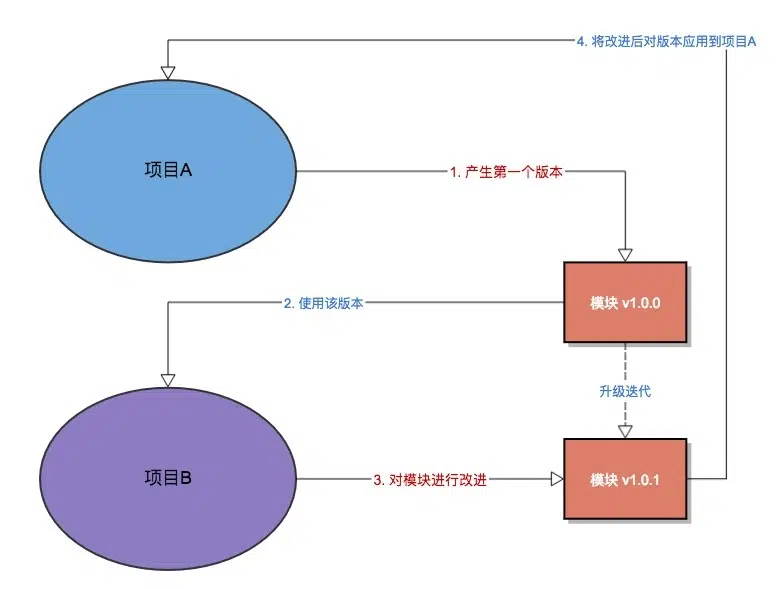 4. 将改进后对版本应用到项目A
项目A
1. 产生第一个版本
模块 v1.0.0
2. 使用该版本
升级迭代
项目B
3. 对模块进行改进
模块 v1.0.1